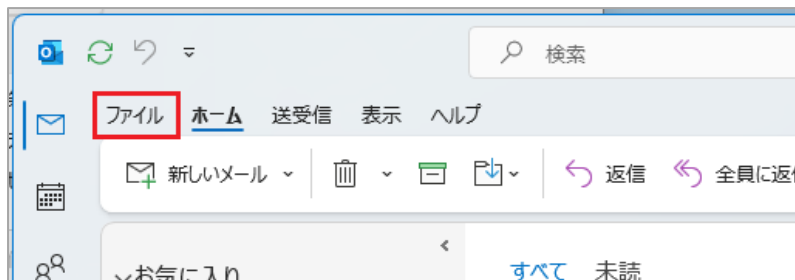 検索
ファイル ホーム 送受信 表示 ヘルプ
新しいメール 返信 全員に返信
お気に入り すべて 未読